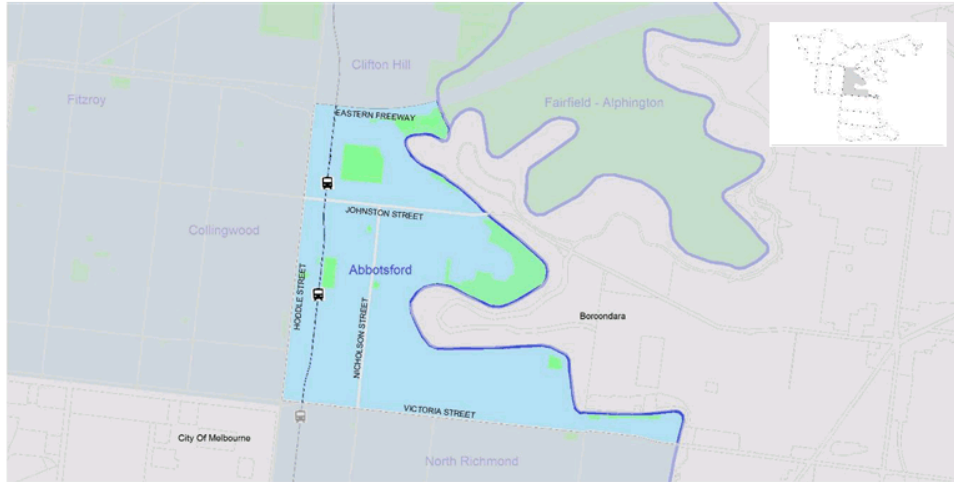 Clifton Hill
Fitzroy
Fairfield - Alphington
EASTERN FREEWAY
JOHNSTON STREET
Collingwood
Abbotsford
HODDLE STREET
NICHOLSON STREET
Boroondara
VICTORIA STREET
City Of Melbourne
North Richmond